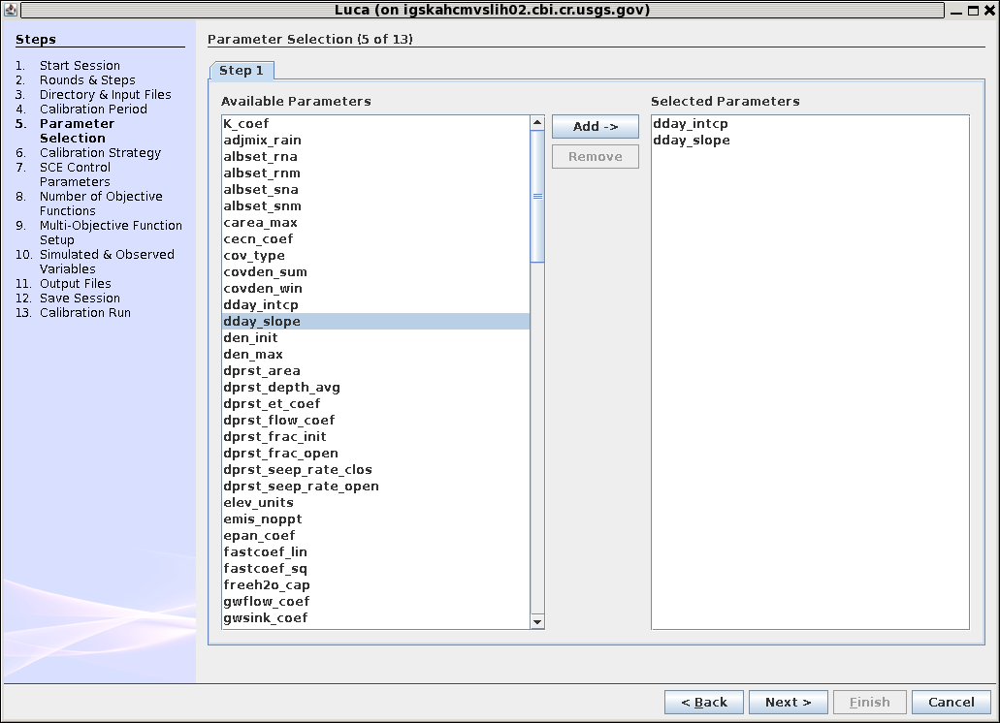 Luca (on igskahcmvslih02.cbi.cr.usgs.gov)
Steps
1. Start Session
2. Rounds & Steps
3. Directory & Input Files
4. Calibration Period
5. Parameter
Selection
6. Calibration Strategy
7. SCE Control
Parameters
8. Number of Objective
Functions
9. Multi-Objective Function
Setup
10. Simulated & Observed
Variables
11. Output Files
12. Save Session
13. Calibration Run
Parameter Selection (5 of 13)
Step 1
Available Parameters
K_coef
adjmix_rain
albset_rna
albset_rnm
albset_sna
albset_snm
carea_max
cecn_coef
cov_type
covden_sum
covden_win
dday_intcp
dday_slope
den_init
den_max
dprst_area
dprst_depth_avg
dprst_et_coef
dprst_flow_coef
dprst_frac_init
dprst_frac_open
dprst_seep_rate_clos
dprst_seep_rate_open
elev_units
emis_noppt
epan_coef
fastcoef_lin
fastcoef_sq
freeh2o_cap
gwflow_coef
gwsink_coef
Add ->
Remove
Selected Parameters
dday_intcp
dday_slope
< Back
Next >
Finish
Cancel